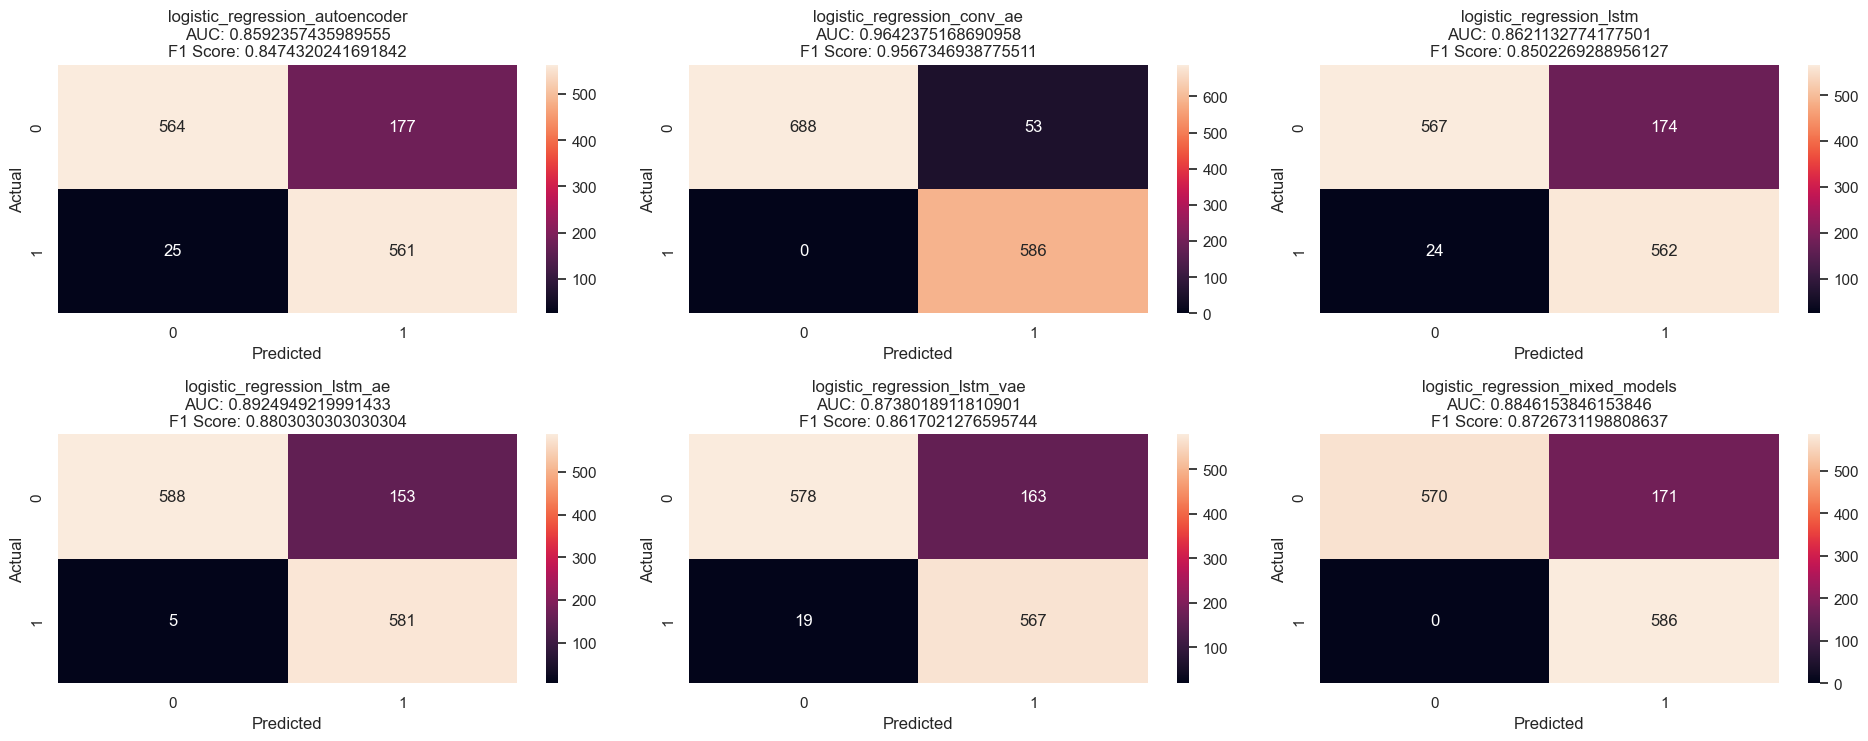 logistic_regression_autoencoder
AUC: 0.8592357435989555
F1 Score: 0.8474320241691842
Actual
0
1
564
177
25
561
0
1
Predicted
500
400
300
200
100
logistic_regression_conv_ae
AUC: 0.9642375168690958
F1 Score: 0.9567346938775511
Actual
0
1
688
53
0
586
0
1
Predicted
600
500
400
300
200
100
0
logistic_regression_lstm
AUC: 0.8621132774177501
F1 Score: 0.8502269288956127
Actual
0
1
567
174
24
562
0
1
Predicted
500
400
300
200
100
logistic_regression_lstm_ae
AUC: 0.8924949219991433
F1 Score: 0.8803030303030304
Actual
0
1
588
153
5
581
0
1
Predicted
500
400
300
200
100
logistic_regression_lstm_vae
AUC: 0.8738018911810901
F1 Score: 0.8617021276595744
Actual
0
1
578
163
19
567
0
1
Predicted
500
400
300
200
100
logistic_regression_mixed_models
AUC: 0.8846153846153846
F1 Score: 0.8726731198808637
Actual
0
1
570
171
0
586
0
1
Predicted
500
400
300
200
100
0